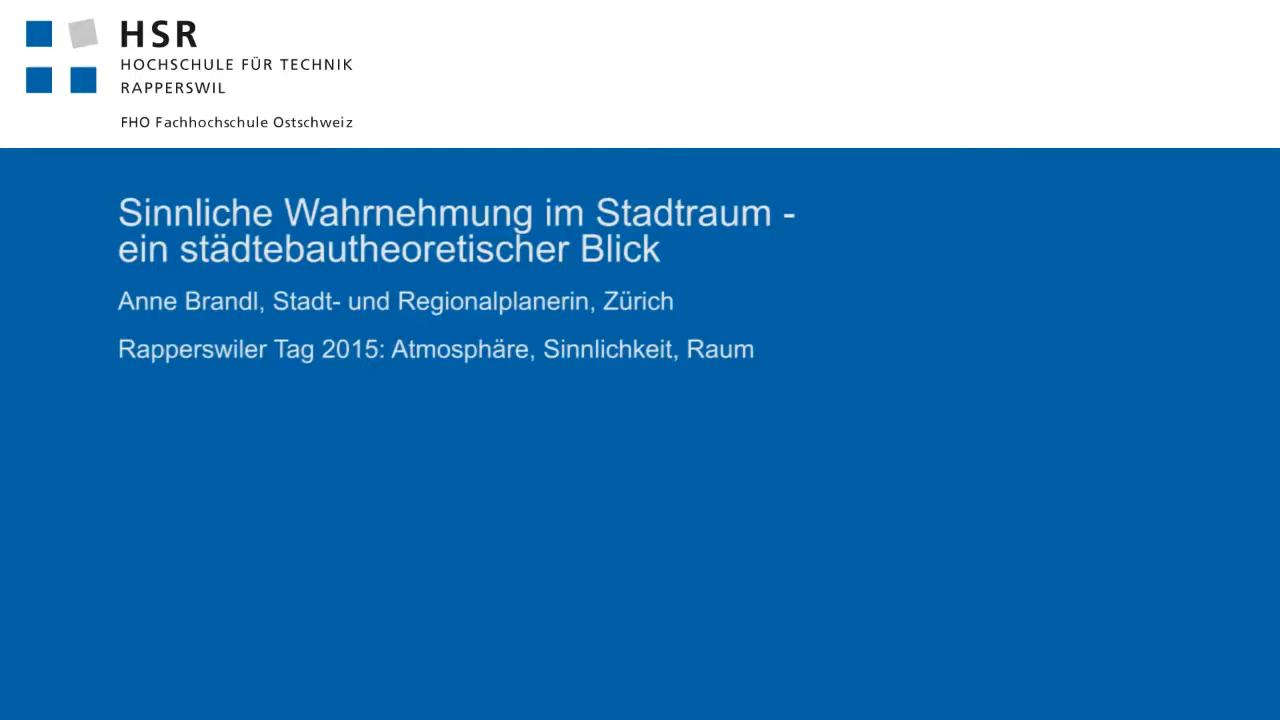 HSR
HOCHSCHULE FÜR TECHNIK
RAPPERSWIL
FHO Fachhochschule Ostschweiz
Sinnliche Wahrnehmung im Stadtraum -
ein städtebautheoretischer Blick
Anne Brandl, Stadt- und Regionalplanerin, Zürich
Rapperswiler Tag 2015: Atmosphäre, Sinnlichkeit, Raum